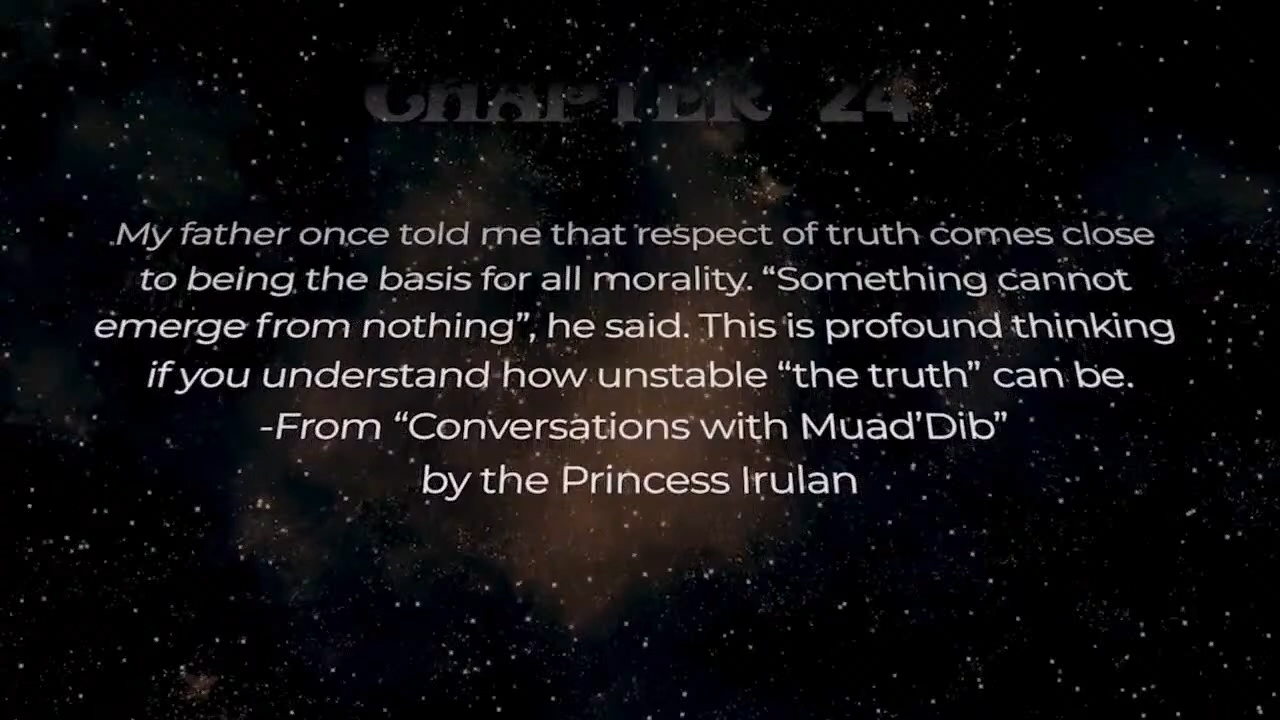 CHAPTER 24
My father once told me that respect of truth comes close
to being the basis for all morality. “Something cannot
emerge from nothing”, he said. This is profound thinking
if you understand how unstable “the truth” can be.
-From “Conversations with Muad’Dib”
by the Princess Irulan